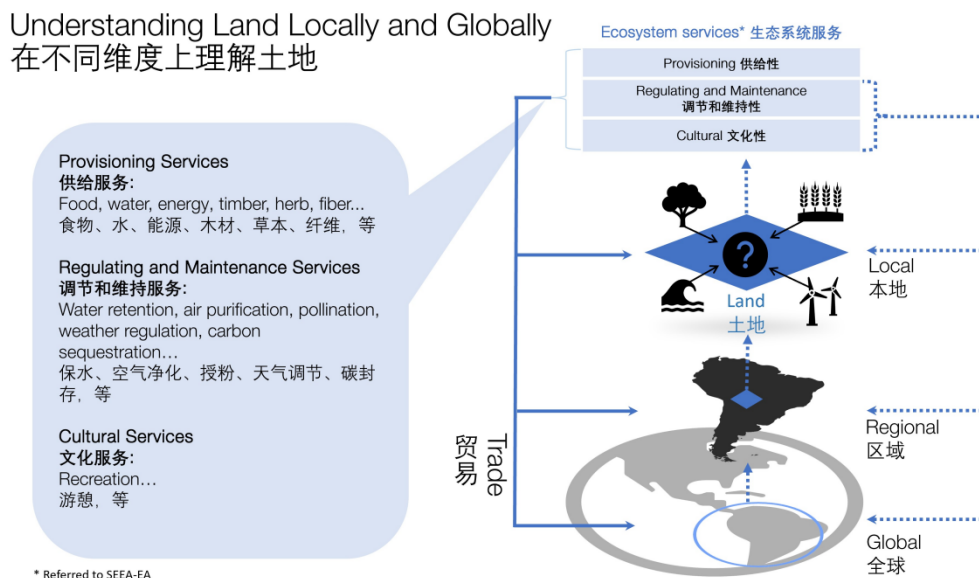 Understanding Land Locally and Globally
在不同维度上理解土地
Ecosystem services* 生态系统服务
Provisioning 供给性
Regulating and Maintenance
调节和维持性
Cultural 文化性
Provisioning Services
供给服务：
Food, water, energy, timber, herb, fiber...
食物、水、能源、木材、草本、纤维，等
Regulating and Maintenance Services
调节和维持服务：
Water retention, air purification, pollination,
weather regulation, carbon
sequestration...
保水、空气净化、授粉、天气调节、碳封
存，等
Cultural Services
文化服务：
Recreation...
游憩，等
?
Land
土地
Local
本地
Trade
贸易
Regional
区域
Global
全球
* Referred to SEEA-EA